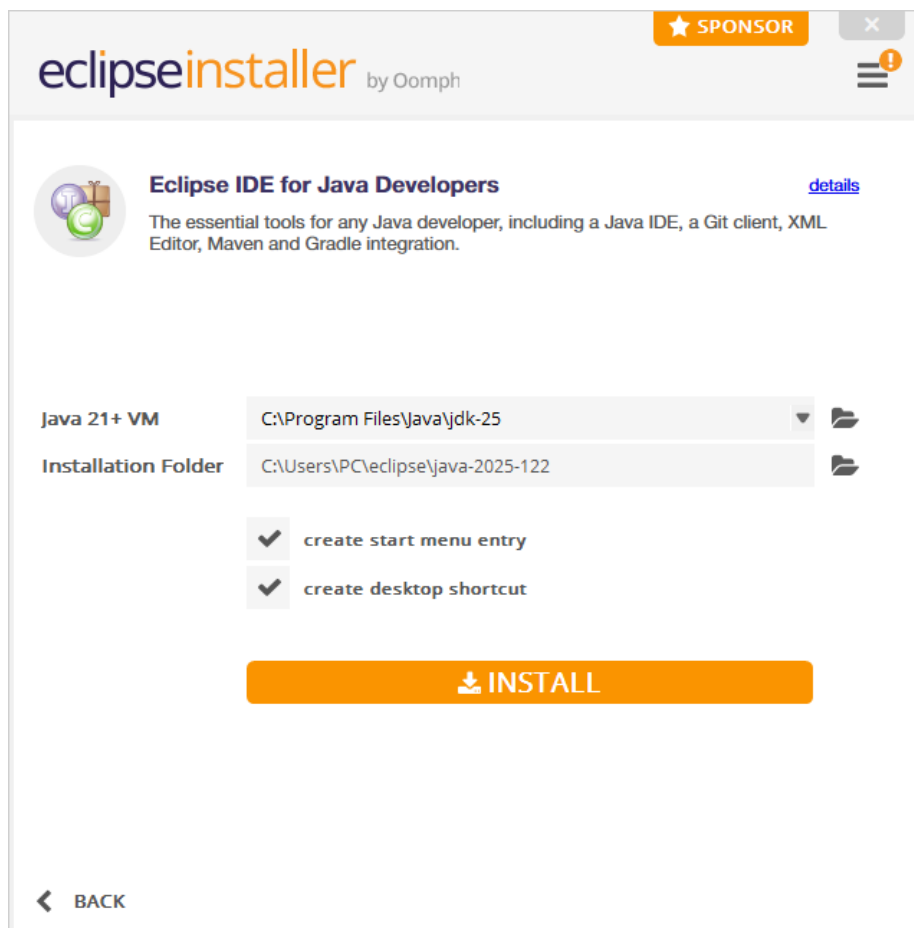 SPONSOR
eclipseinstaller by Oomph
Eclipse IDE for Java Developers
details
The essential tools for any Java developer, including a Java IDE, a Git client, XML
Editor, Maven and Gradle integration.
Java 21+ VM
C:\Program Files\Java\jdk-25
Installation Folder
C:\Users\PC\eclipse\java-2025-122
create start menu entry
create desktop shortcut
INSTALL
BACK